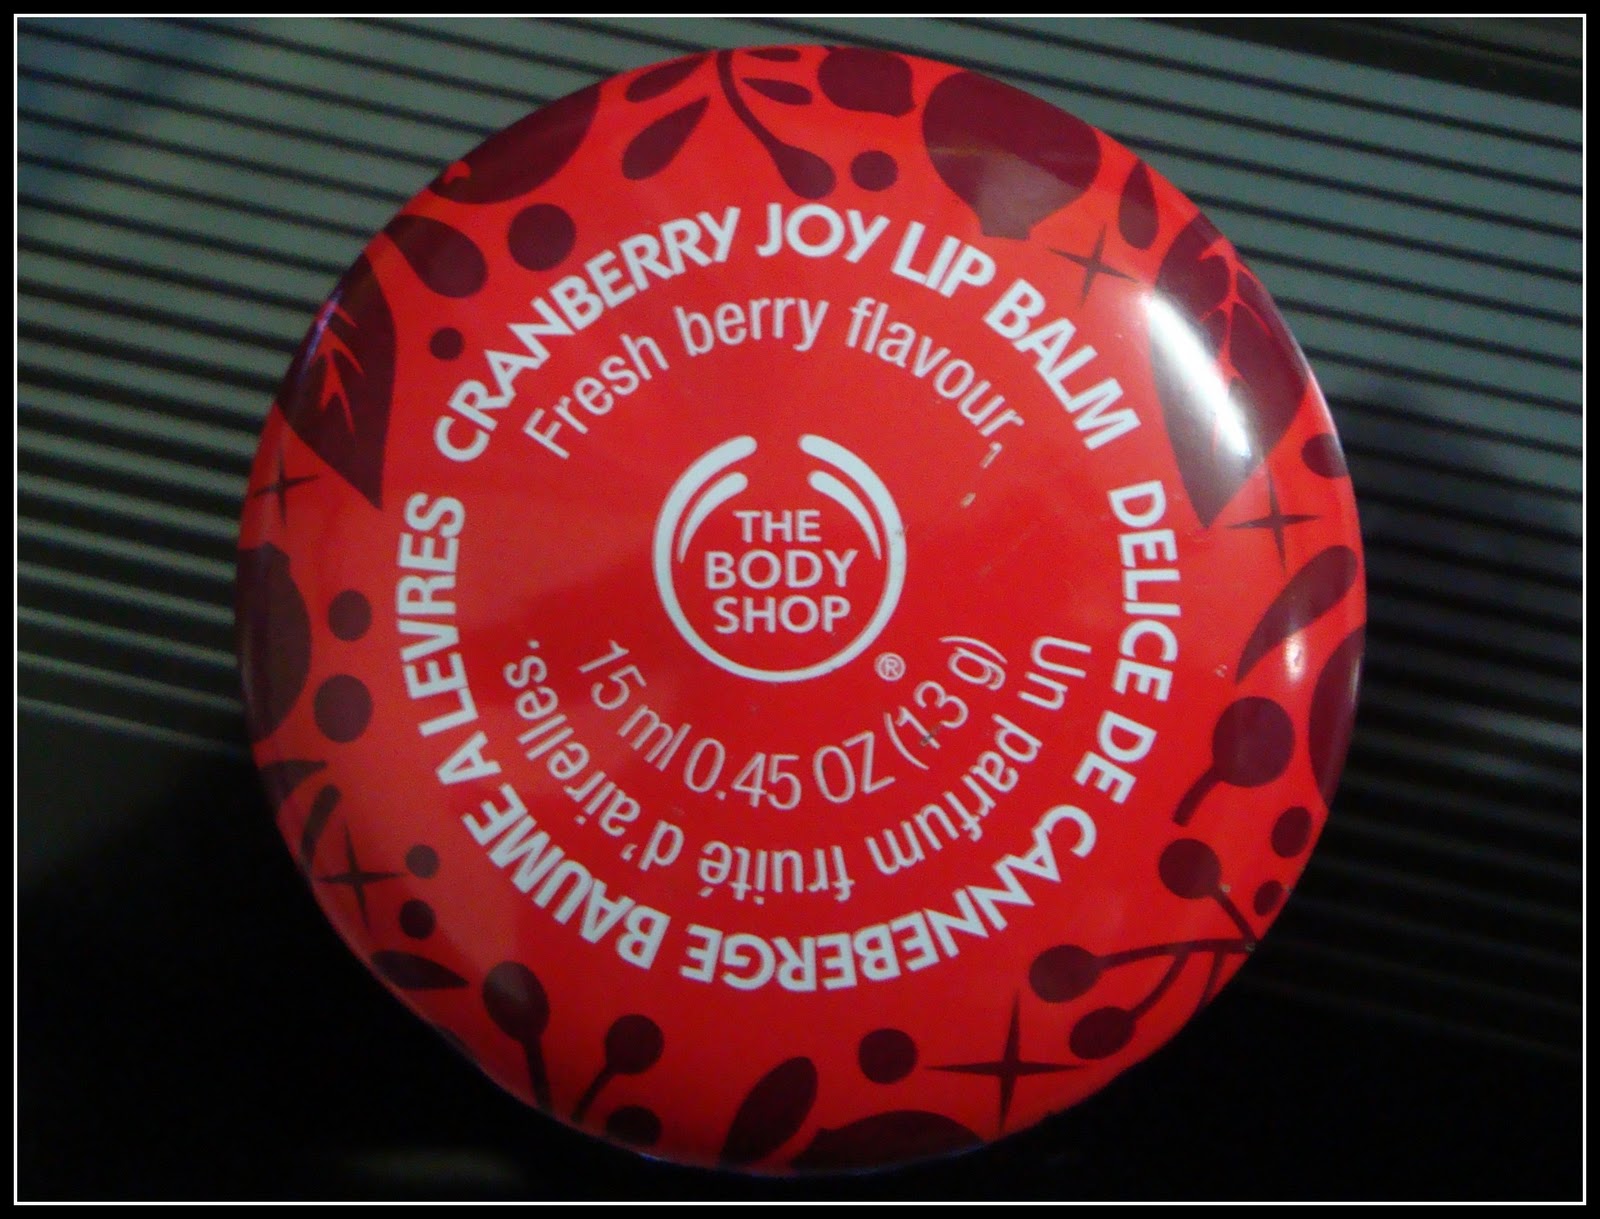 CRANBERRY JOY LIP BALM
DELICE DE CANNEBERGE BAUME A LEVRES
Fresh berry flavour,
Un parfum fruité d'airelles.
THE
BODY
SHOP
®
15 ml 0.45 OZ (13 g)